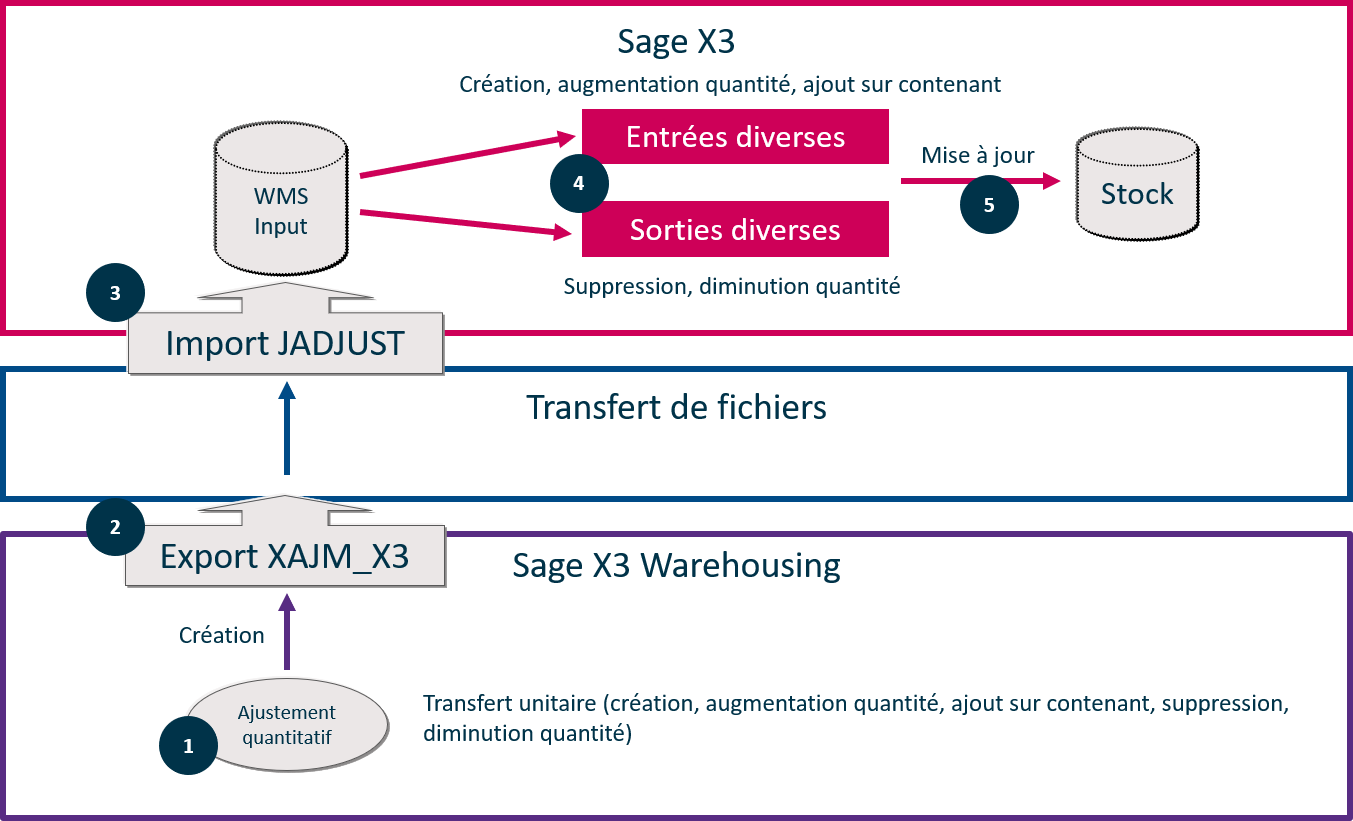 Sage X3
Création, augmentation quantité, ajout sur contenant
WMS
Input
Entrées diverses
4
Sorties diverses
Mise à jour
5
Stock
Suppression, diminution quantité
3
Import JADJUST
Transfert de fichiers
2
Export XAJM_X3
Sage X3 Warehousing
Création
Ajustement
quantitatif
1
Transfert unitaire (création, augmentation quantité, ajout sur contenant, suppression,
diminution quantité)